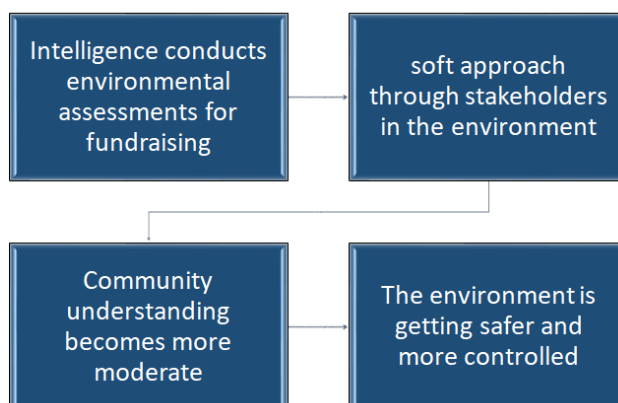 Intelligence conducts
environmental
assessments for
fundraising
soft approach
through stakeholders
in the environment
Community
understanding
becomes more
moderate
The environment is
getting safer and
more controlled